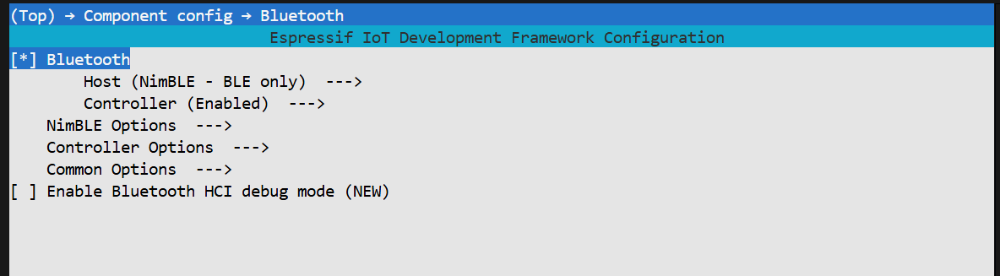 (Top) → Component config → Bluetooth
Espressif IoT Development Framework Configuration
[*] Bluetooth
Host (NimBLE - BLE only)  --->
Controller (Enabled)  --->
NimBLE Options  --->
Controller Options  --->
Common Options  --->
[ ] Enable Bluetooth HCI debug mode (NEW)